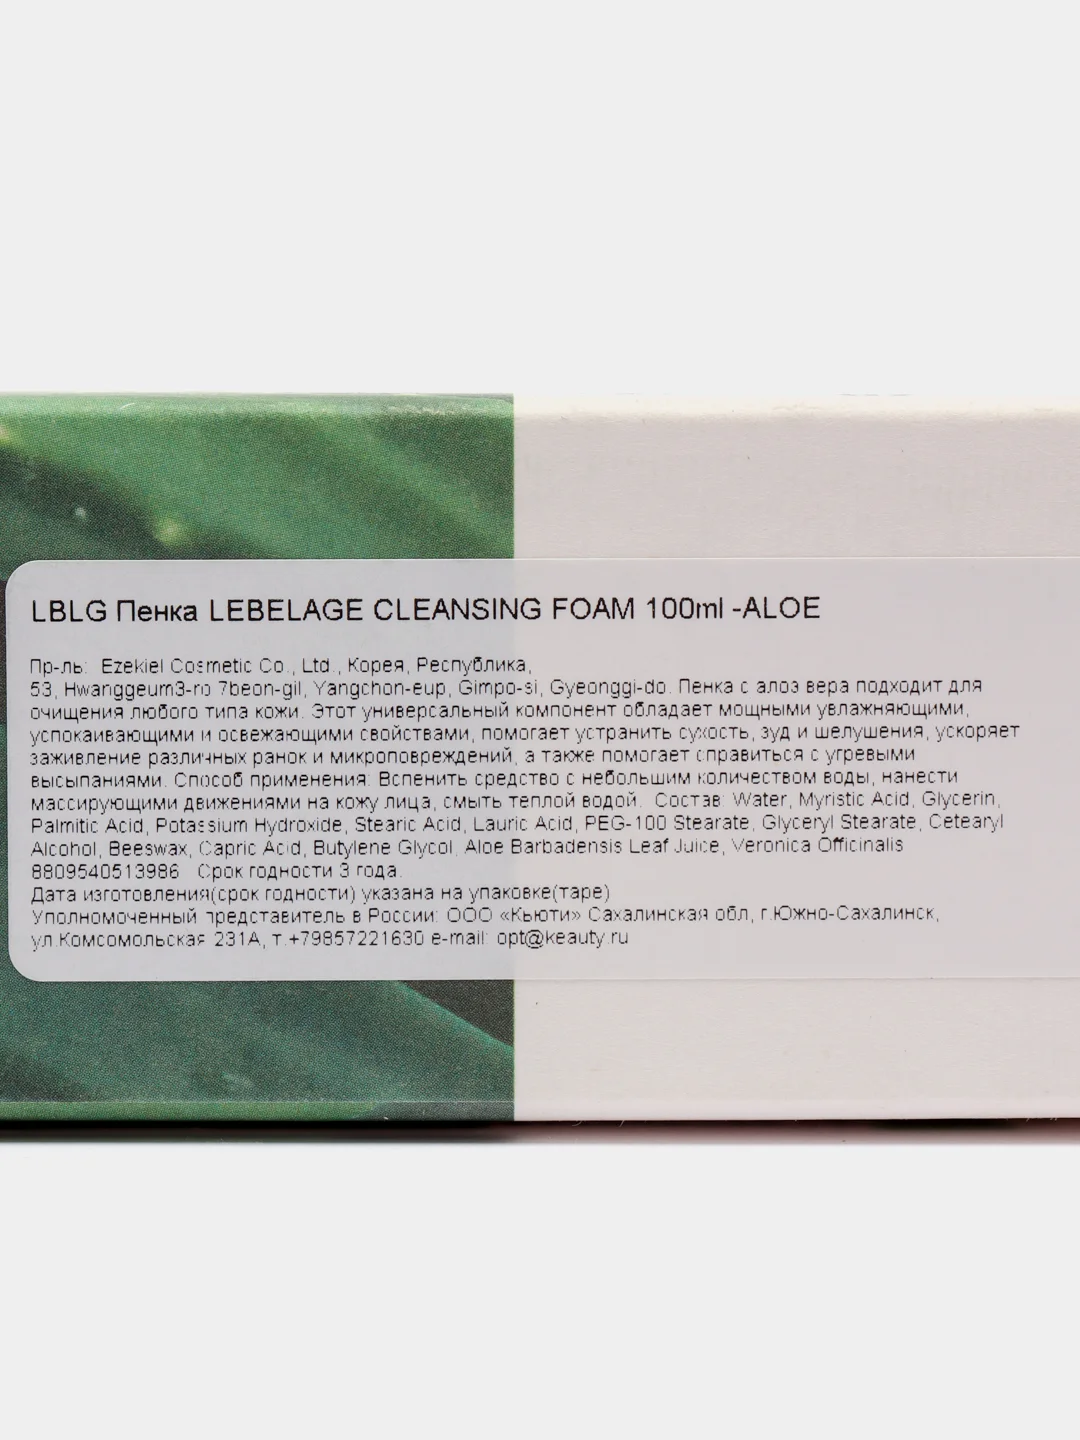 LBLG Пенка LEBELAGE CLEANSING FOAM 100ml -ALOE
Пр-ль: Ezekiel Cosmetic Co., Ltd., Корея, Республика,
53, Hwanggeum3-ro 7beon-gil, Yangchon-eup, Gimpo-si, Gyeonggi-do. Пенка с алоэ вера подходит для
очищения любого типа кожи. Этот универсальный компонент обладает мощными увлажняющими,
успокаивающими и освежающими свойствами, помогает устранить сухость, зуд и шелушения, ускоряет
заживление различных ранок и микроповреждений, а также помогает справиться с угревыми
высыпаниями. Способ применения: Вспенить средство с небольшим количеством воды, нанести
массирующими движениями на кожу лица, смыть теплой водой. Состав: Water, Myristic Acid, Glycerin,
Palmitic Acid, Potassium Hydroxide, Stearic Acid, Lauric Acid, PEG-100 Stearate, Glyceryl Stearate, Cetearyl
Alcohol, Beeswax, Capric Acid, Butylene Glycol, Aloe Barbadensis Leaf Juice, Veronica Officinalis
8809540513986 Срок годности 3 года.
Дата изготовления(срок годности) указана на упаковке(таре)
Уполномоченный представитель в России: ООО «Кьюти» Сахалинская обл, г.Южно-Сахалинск,
ул.Комсомольская 231А, т.+79857221630 e-mail: opt@keauty.ru